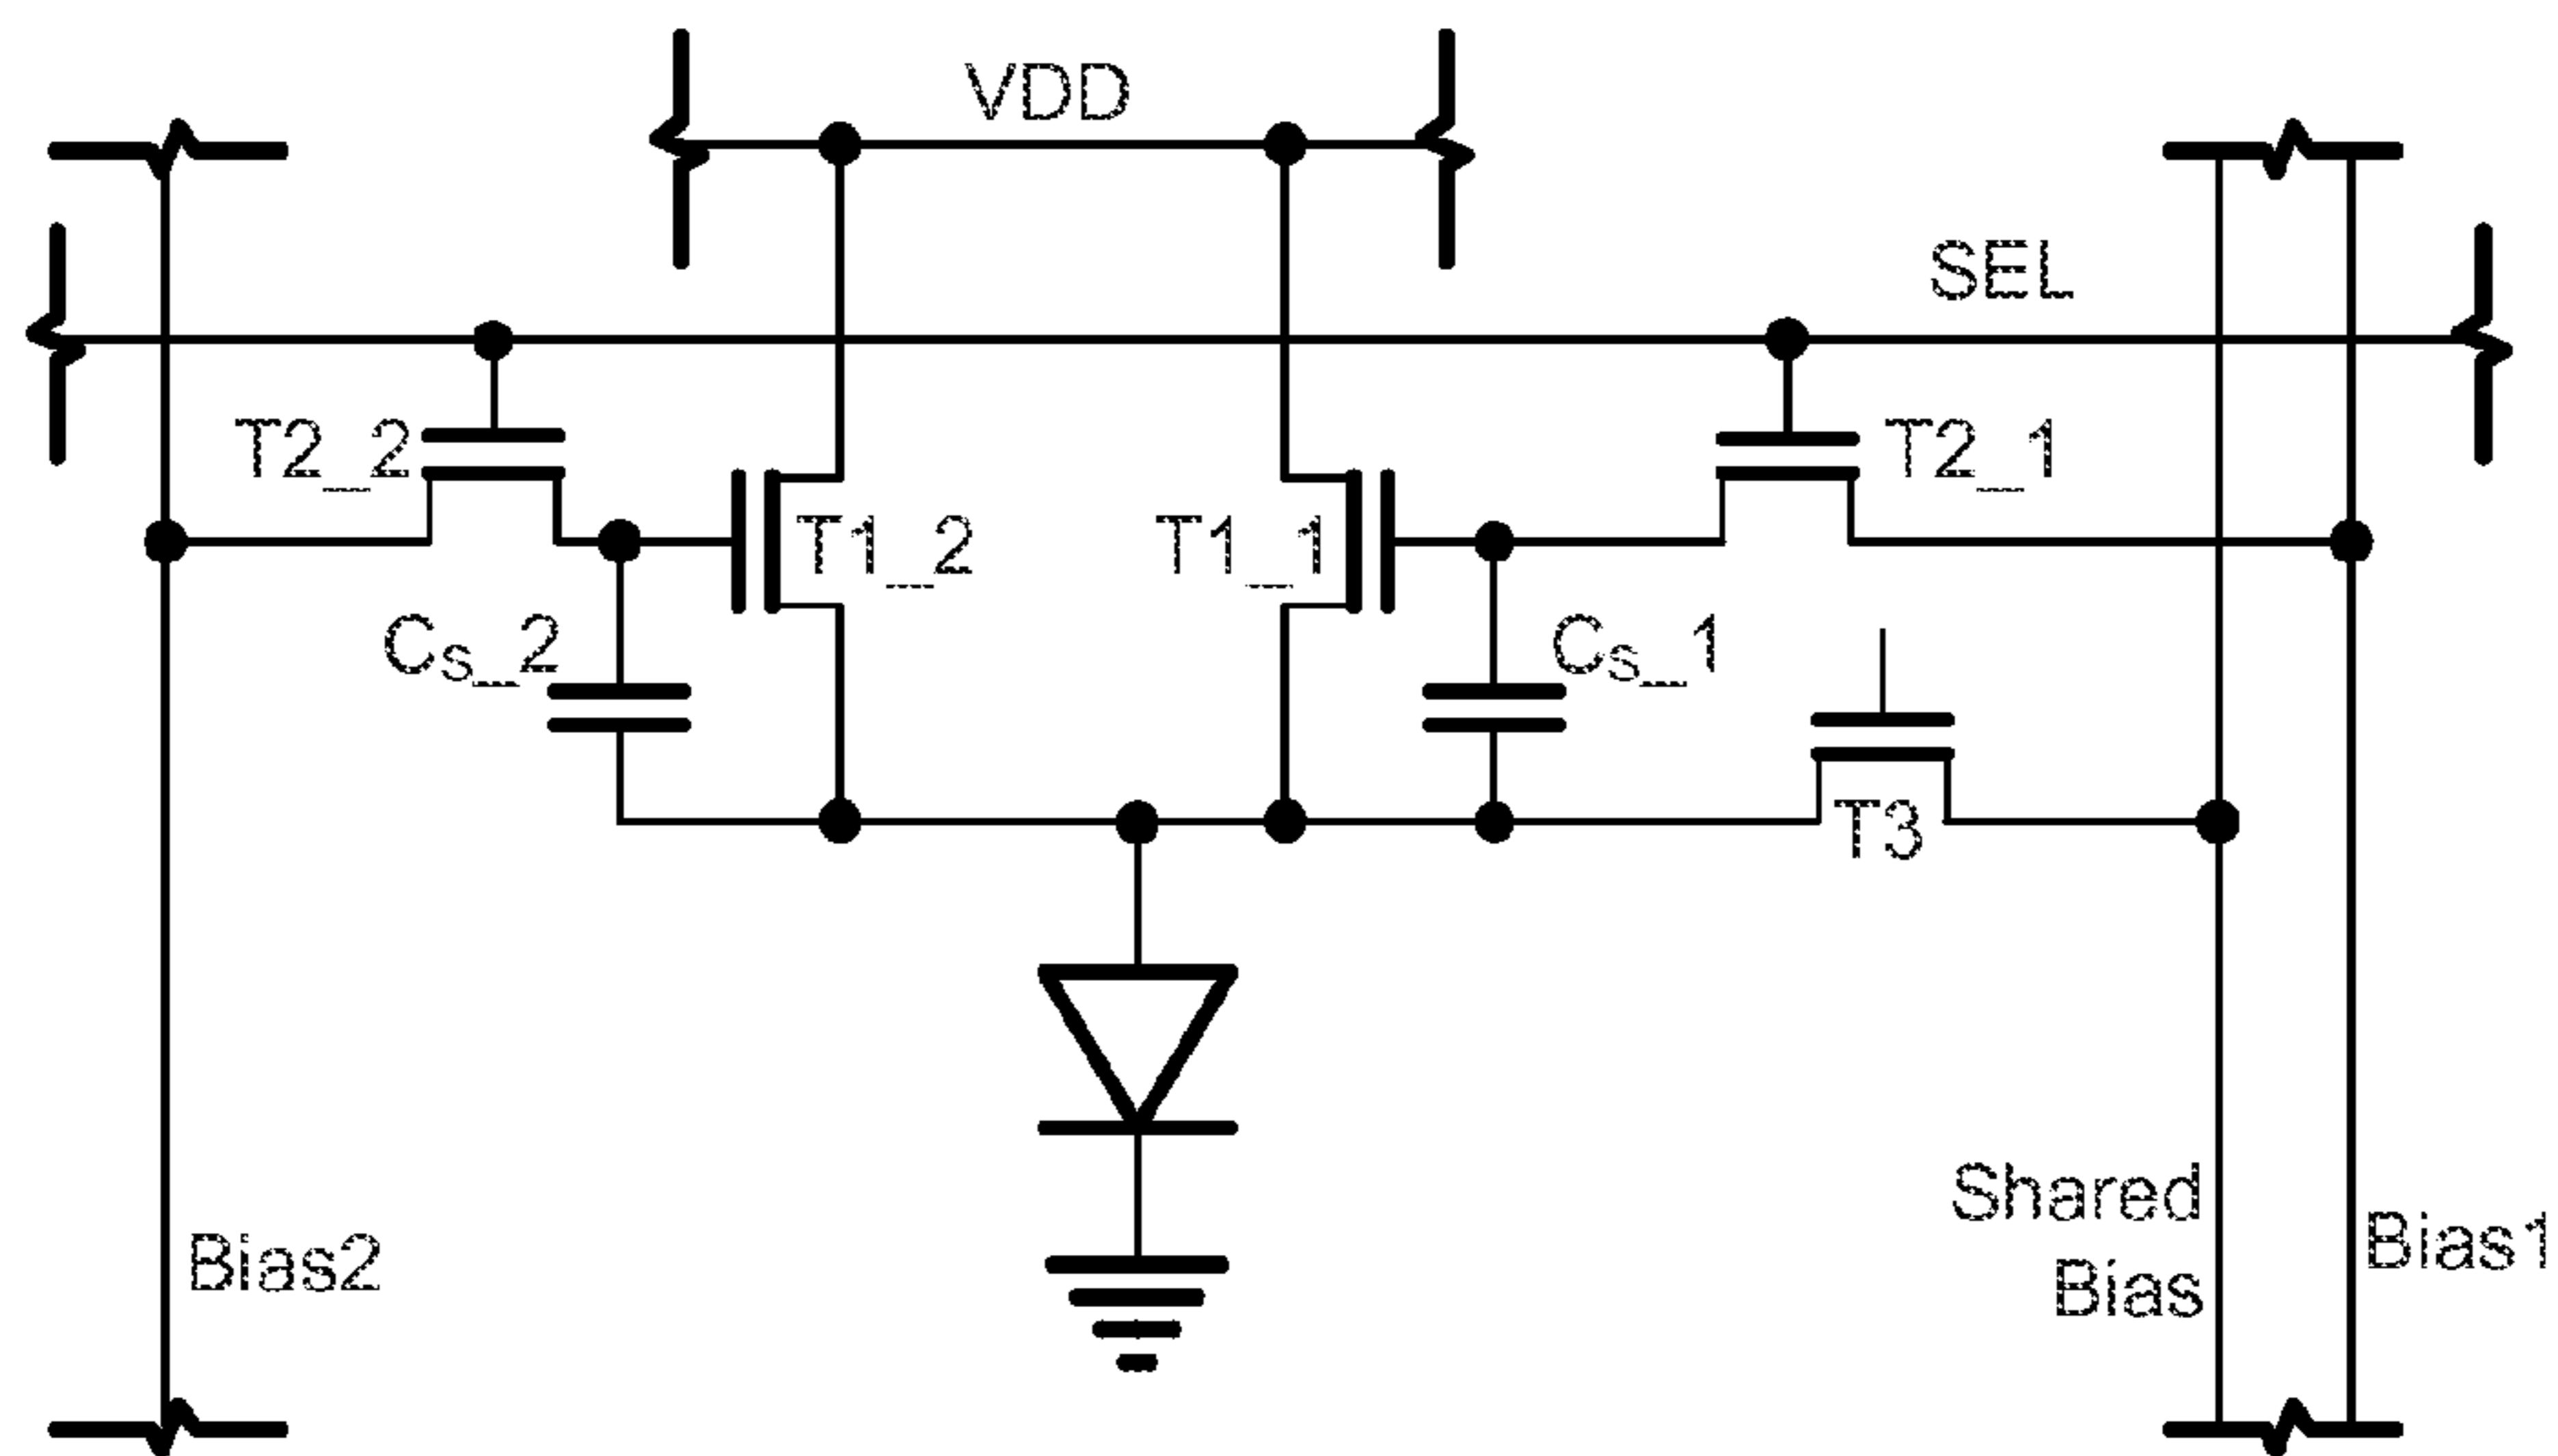 VDD
SEL
T2_2
T2_1
T1_2
T1_1
Cs_2
Cs_1
T3
Shared
Bias
Bias2
Bias1